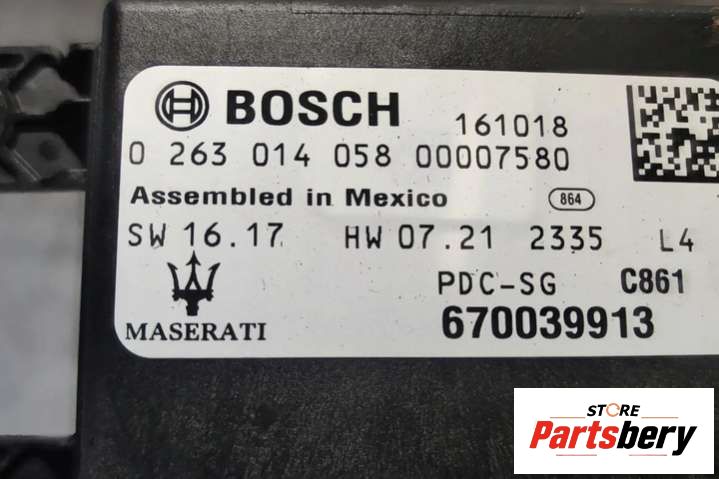 BOSCH 161018
0 263 014 058 00007580
Assembled in Mexico 864
SW 16.17 HW 07.21 2335 L4
PDC-SG C861
MASERATI 670039913
STORE
Partsbery